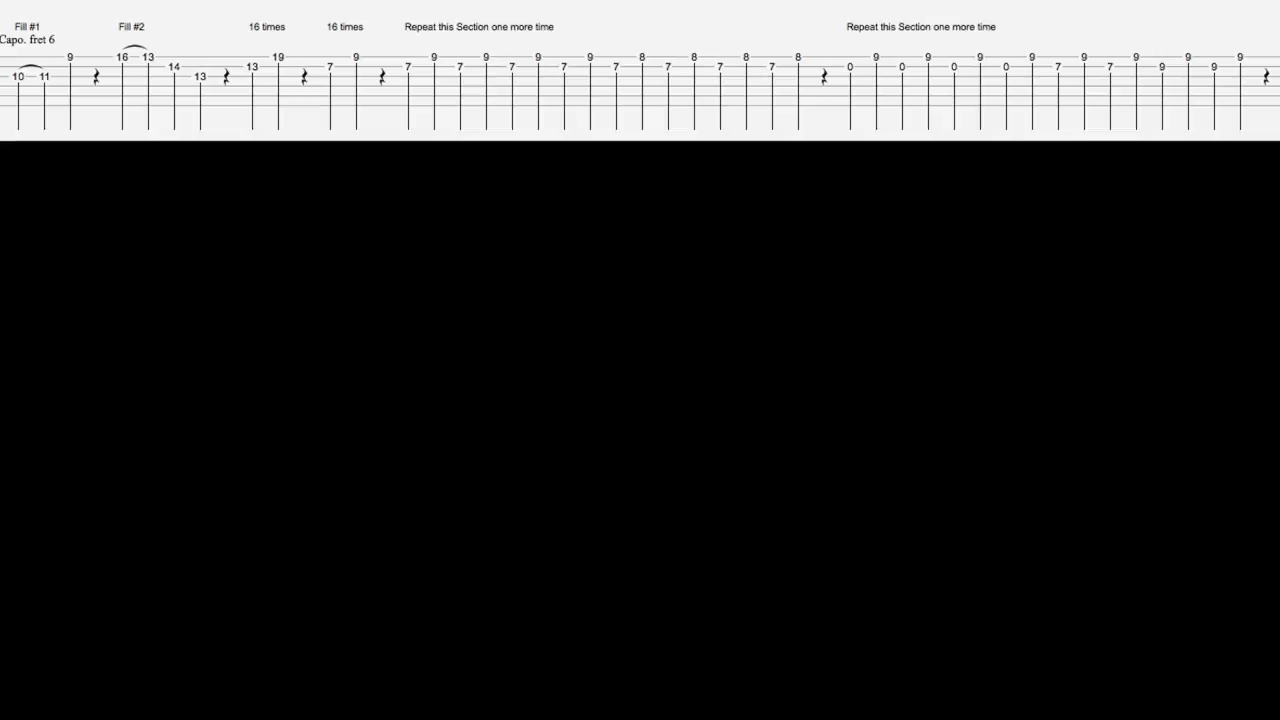 Fill #1 Fill #2 16 times 16 times Repeat this Section one more time Repeat this Section one more time
Capo. fret 6
9 16 13 19 9 9 9 9 9 8 8 8 8 9 9 9 9 9 9 9 9
14 13 7 7 7 7 7 7 7 7 7 0 0 0 0 7 7 9 9
10 11 13